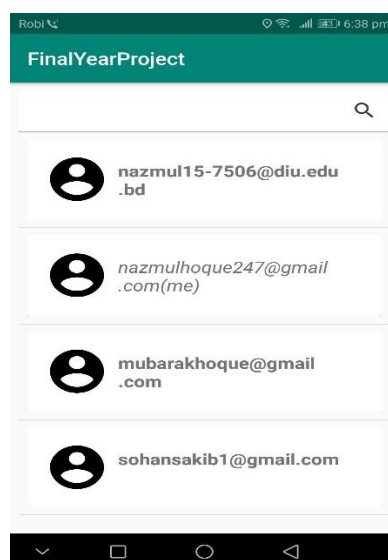 Robi 43 6:38 pm
FinalYearProject
nazmul15-7506@diu.edu
.bd
nazmulhoque247@gmail
.com(me)
mubarakhoque@gmail
.com
sohansakib1@gmail.com